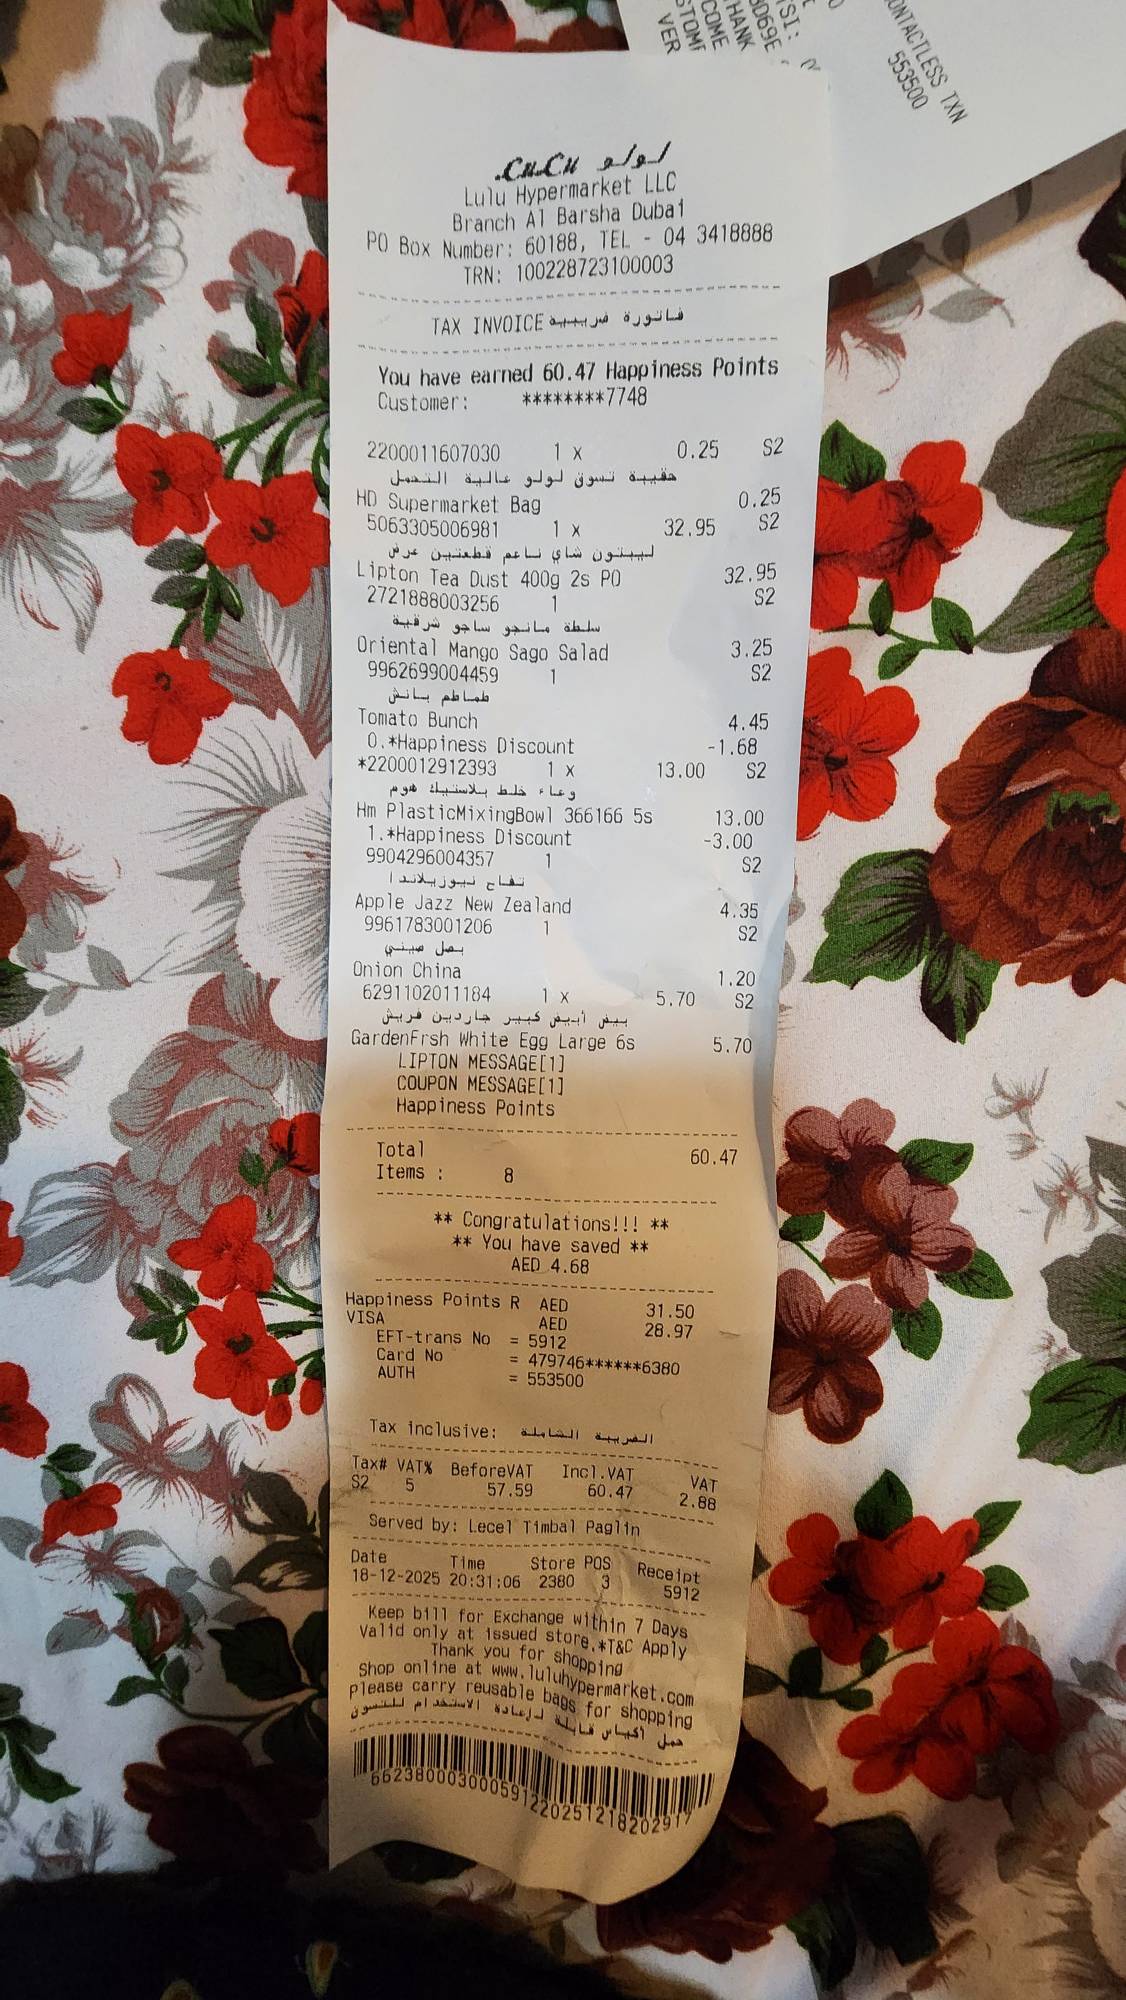 CONTACTLESS TXN
553500
TSI:
069E
THANK
COME
STOME
VER
LuLu لولو
Lulu Hypermarket LLC
Branch Al Barsha Dubai
PO Box Number: 60188, TEL - 04 3418888
TRN: 100228723100003
TAX INVOICE فاتورة ضريبية
You have earned 60.47 Happiness Points
Customer: ********7748
2200011607030 1 x 0.25 S2
حقيبة تسوق لولو عالية التحمل
HD Supermarket Bag 0.25
5063305006981 1 x 32.95 S2
ليبتون شاي ناعم قطعتين عرض
Lipton Tea Dust 400g 2s PO 32.95
2721888003256 1 S2
سلطة مانجو ساجو شرقية
Oriental Mango Sago Salad 3.25
9962699004459 1 S2
طماطم بانش
Tomato Bunch 4.45
0.*Happiness Discount -1.68
*2200012912393 1 x 13.00 S2
وعاء خلط بلاستيك هوم
Hm PlasticMixingBowl 366166 5s 13.00
1.*Happiness Discount -3.00
9904296004357 1 S2
تفاح نيوزيلاندا
Apple Jazz New Zealand 4.35
9961783001206 1 S2
بصل صيني
Onion China 1.20
6291102011184 1 x 5.70 S2
بيض أبيض كبير جاردين فريش
GardenFrsh White Egg Large 6s 5.70
LIPTON MESSAGE[1]
COUPON MESSAGE[1]
Happiness Points
Total 60.47
Items : 8
** Congratulations!!! **
** You have saved **
AED 4.68
Happiness Points R AED 31.50
VISA AED 28.97
EFT-trans No = 5912
Card No = 479746******6380
AUTH = 553500
Tax inclusive: الضريبة الشاملة
Tax# VAT% BeforeVAT Incl.VAT VAT
S2 5 57.59 60.47 2.88
Served by: Lecel Timbal Paglin
Date Time Store POS Receipt
18-12-2025 20:31:06 2380 3 5912
Keep bill for Exchange within 7 Days
Valid only at issued store.*T&C Apply
Thank you for shopping
Shop online at www.luluhypermarket.com
Please carry reusable bags for shopping
حمل أكياس قابلة لإعادة الاستخدام للتسوق
6623800030005912202512182029​17